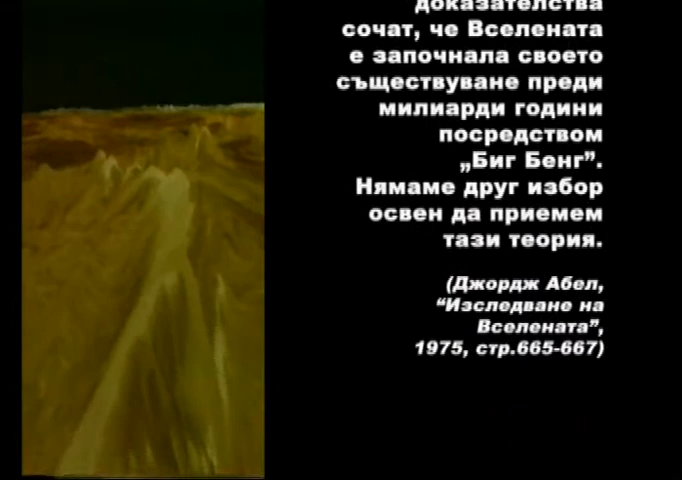 доказателства
сочат, че Вселената
е започнала своето
съществуване преди
милиарди години
посредством
„Биг Бенг”.
Нямаме друг избор
освен да приемем
тази теория.
(Джордж Абел,
“Изследване на
Вселената”,
1975, стр.665-667)